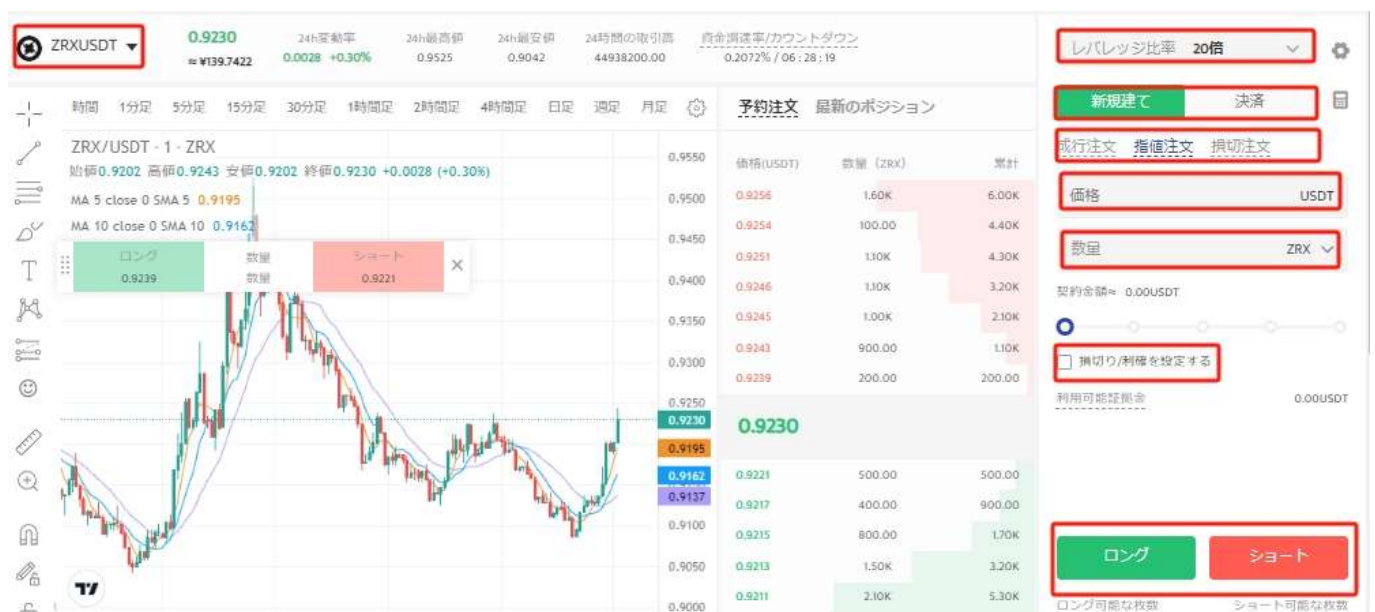 ZRXUSDT
0.9230
≈ ¥139.7422
24h変動率
0.0028 +0.30%
24h最高値
0.9525
24h最安値
0.9042
24時間の取引高
44938200.00
資金調達率/カウントダウン
0.2072% / 06 : 28 : 19
時間 1分足 5分足 15分足 30分足 1時間足 2時間足 4時間足 日足 週足 月足
ZRX/USDT · 1 · ZRX
始値0.9202 高値0.9243 安値0.9202 終値0.9230 +0.0028 (+0.30%)
MA 5 close 0 SMA 5 0.9195
MA 10 close 0 SMA 10 0.9162
ロング 数量 ショート
0.9239 数量 0.9221
0.9550
0.9500
0.9450
0.9400
0.9350
0.9300
0.9250
0.9230
0.9195
0.9162
0.9137
0.9100
0.9050
0.9000
予約注文 最新のポジション
価格(USDT) 数量 (ZRX) 累計
0.9256 1.60K 6.00K
0.9254 100.00 4.40K
0.9251 1.10K 4.30K
0.9246 1.10K 3.20K
0.9245 1.00K 2.10K
0.9243 900.00 1.10K
0.9239 200.00 200.00
0.9230
0.9221 500.00 500.00
0.9217 400.00 900.00
0.9215 800.00 1.70K
0.9213 1.50K 3.20K
0.9211 2.10K 5.30K
レバレッジ比率 20倍
新規建て 決済
成行注文 指値注文 損切注文
価格 USDT
数量 ZRX
契約金額≈ 0.00USDT
損切り/利確を設定する
利用可能証拠金 0.00USDT
ロング ショート
ロング可能な枚数 ショート可能な枚数